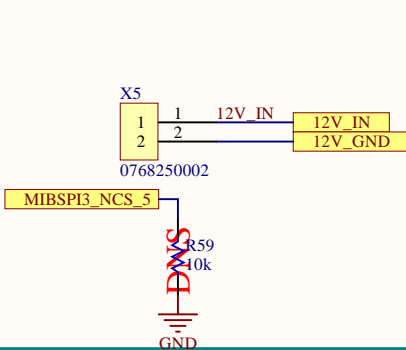 X5
1 1 12V_IN 12V_IN
2 2 12V_GND
0768250002
MIBSPI3_NCS_5
DNS
R59
10k
GND